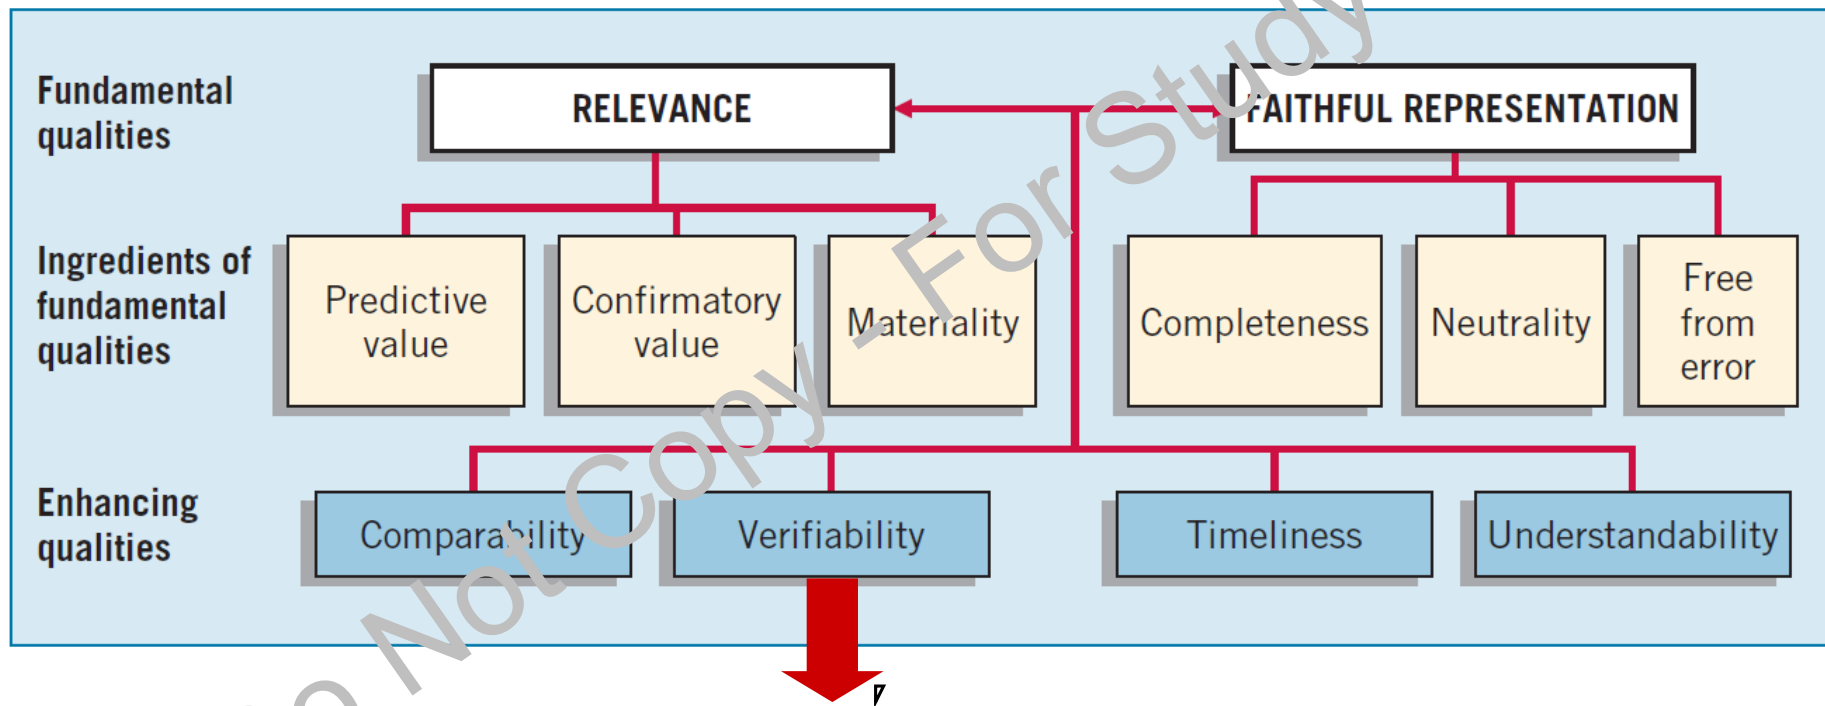 Fundamental
qualities
RELEVANCE
FAITHFUL REPRESENTATION
Ingredients of
fundamental
qualities
Predictive
value
Confirmatory
value
Materiality
Completeness
Neutrality
Free
from
error
Enhancing
qualities
Comparability
Verifiability
Timeliness
Understandability
Not Copy - For Study